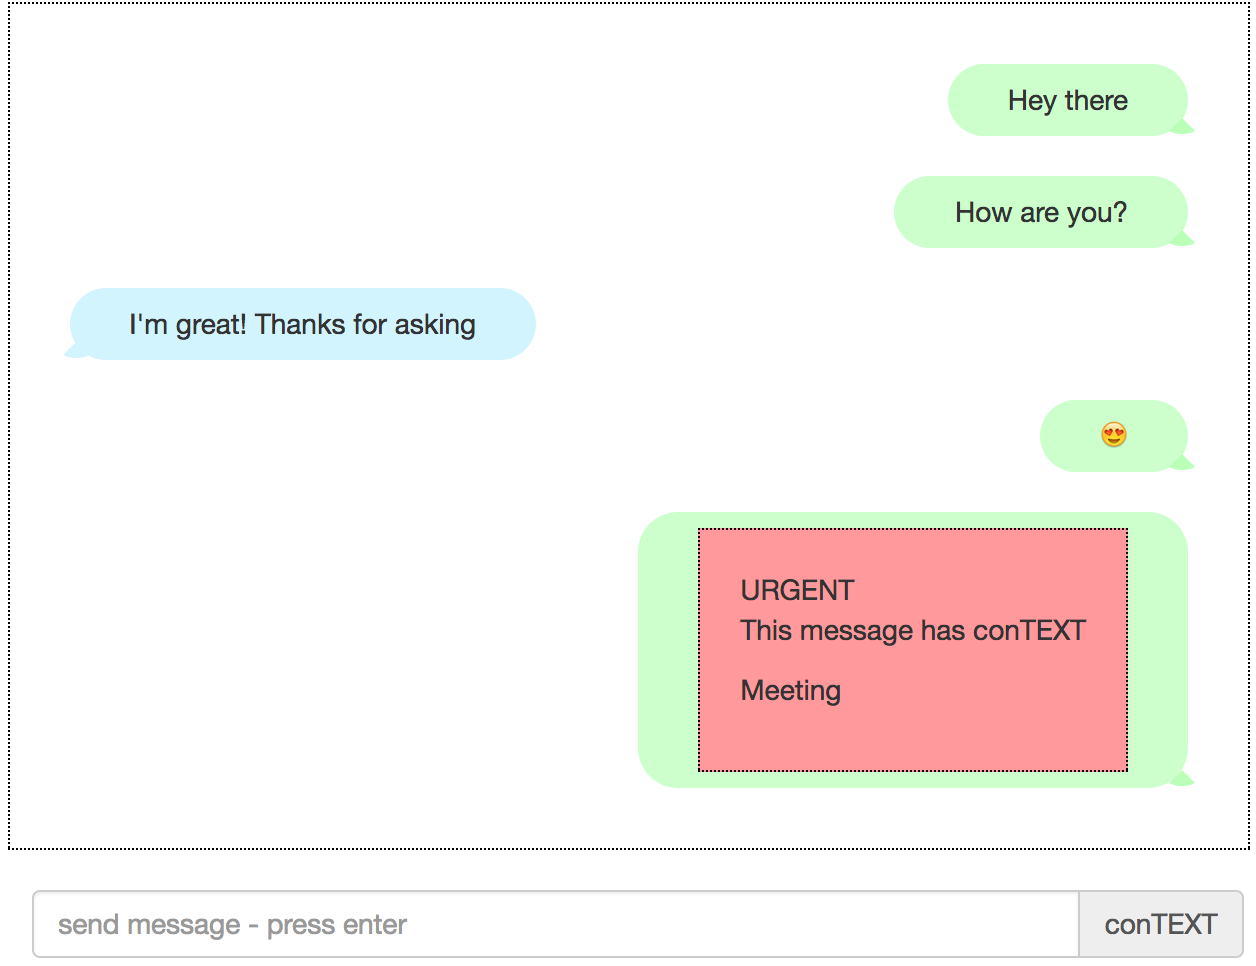 Hey there
How are you?
I'm great! Thanks for asking
😍
URGENT
This message has conTEXT
Meeting
send message - press enter
conTEXT